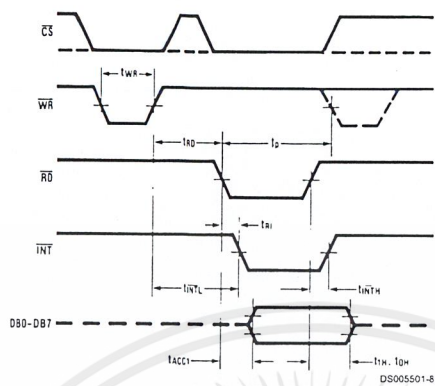 CS
tWR
WR
tRD
tP
RD
tRI
INT
tINTL
tINTH
DB0-DB7
tACC1
t1H, t0H
DS005501-8